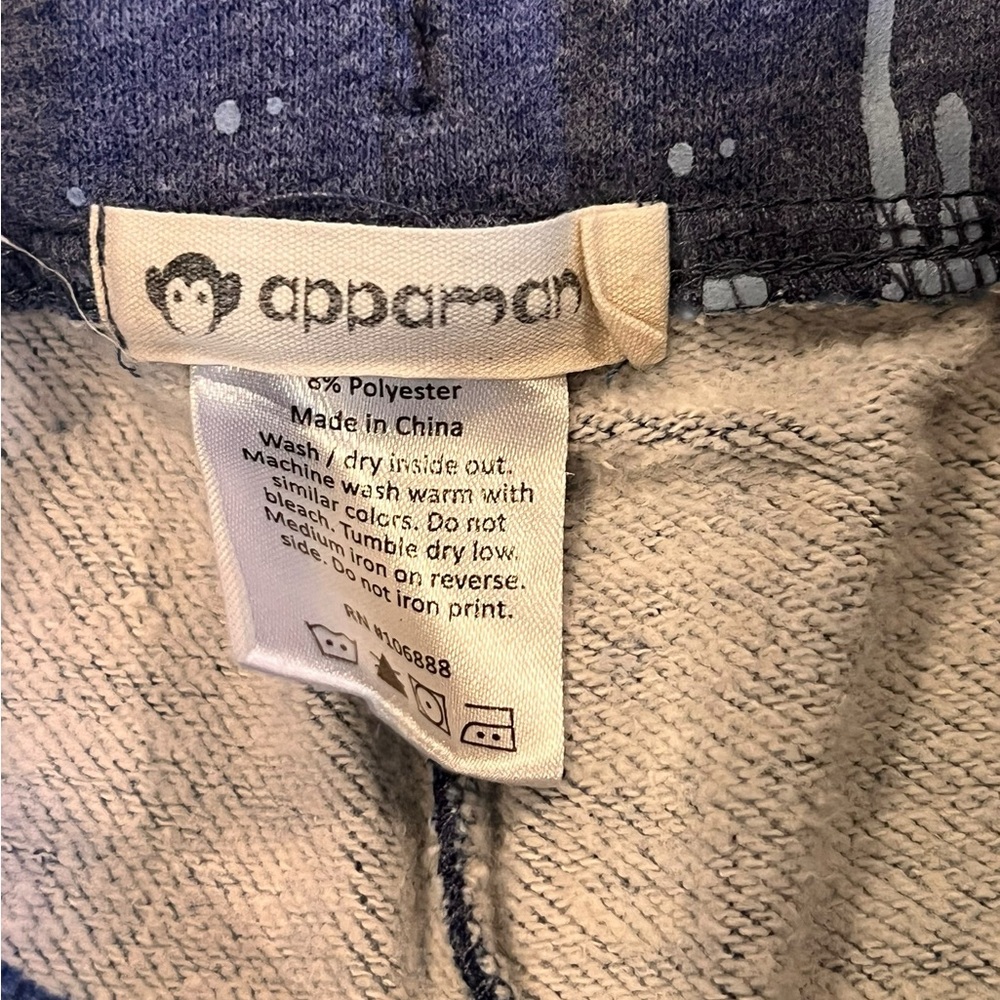 appaman
6% Polyester
Made in China
Wash / dry inside out.
Machine wash warm with
similar colors. Do not
bleach. Tumble dry low.
Medium iron on reverse.
side. Do not iron print.
RN #106888